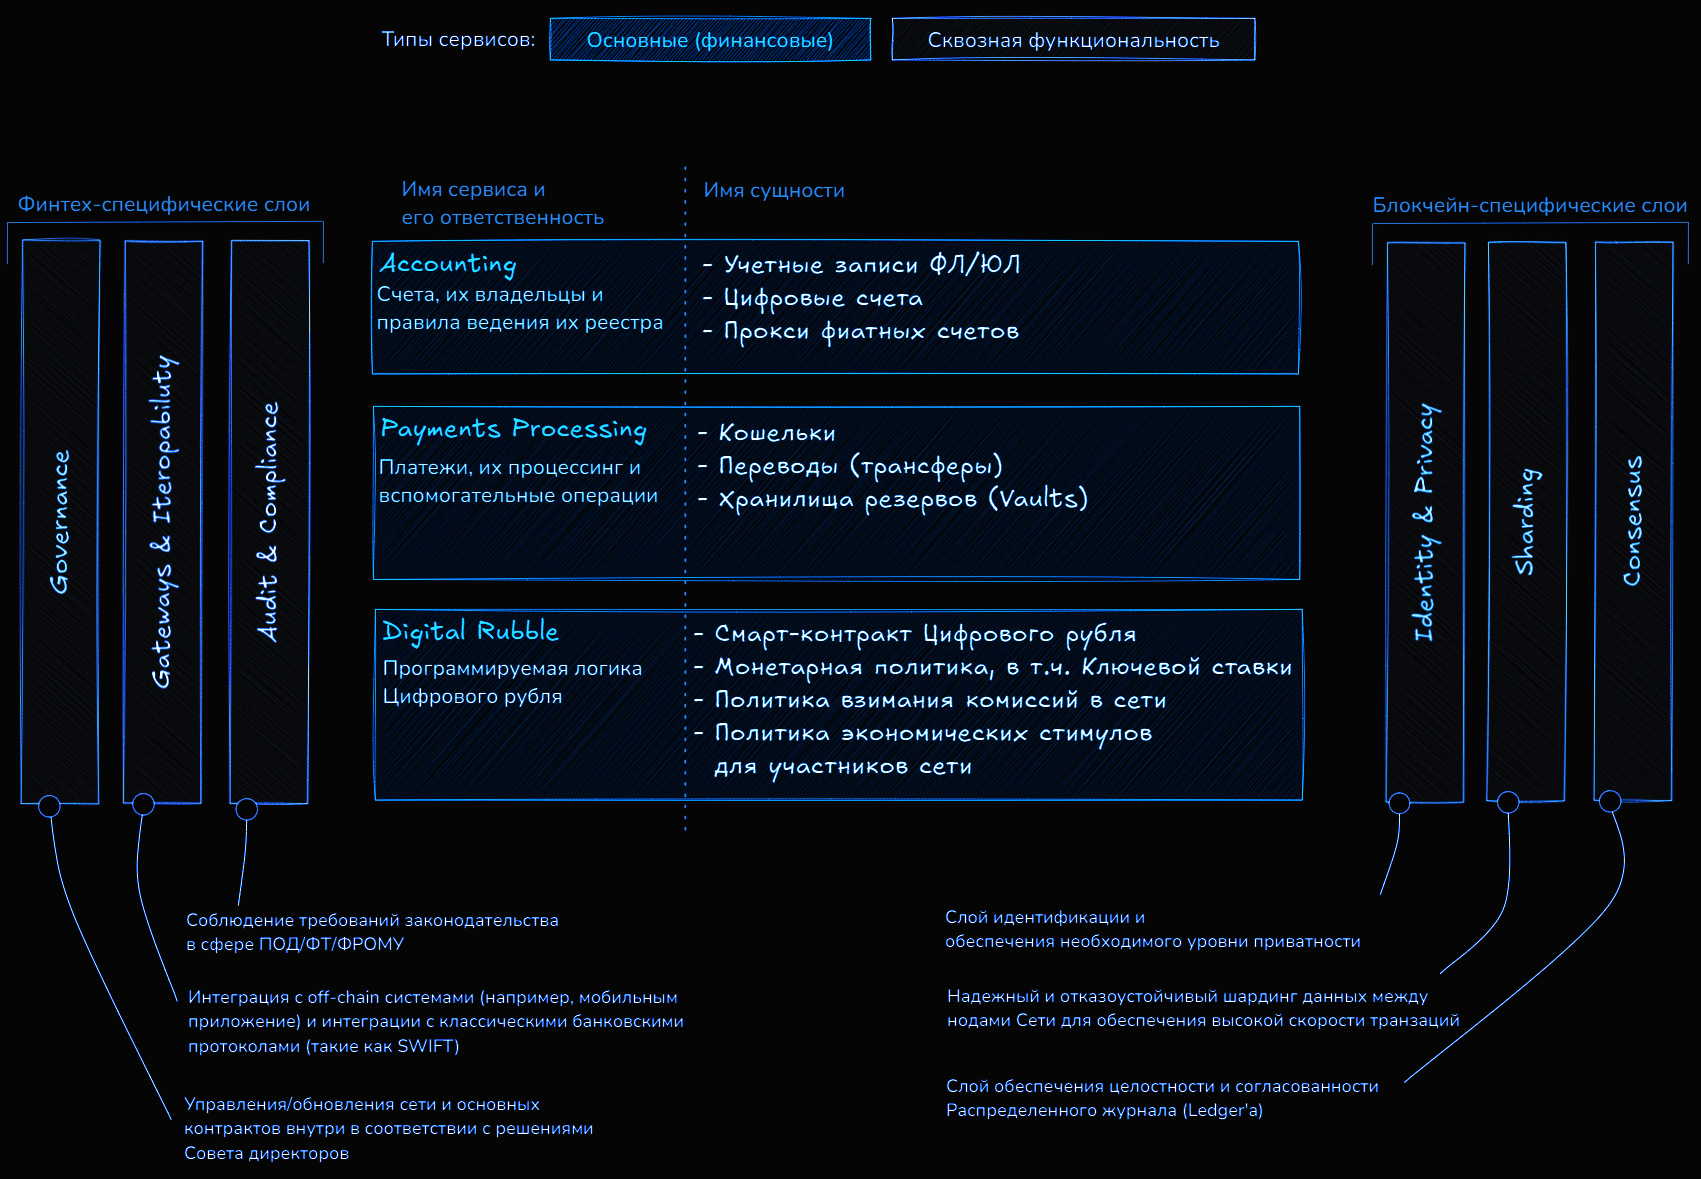 Типы сервисов:
Основные (финансовые)
Сквозная функциональность
Финтех-специфические слои
Имя сервиса и
его ответственность
Имя сущности
Блокчейн-специфические слои
Governance
Gateways & Iteropabiluty
Audit & Compliance
Accounting
Счета, их владельцы и
правила ведения их реестра
- Учетные записи ФЛ/ЮЛ
- Цифровые счета
- Прокси фиатных счетов
Payments Processing
Платежи, их процессинг и
вспомогательные операции
- Кошельки
- Переводы (трансферы)
- Хранилища резервов (Vaults)
Digital Rubble
Программируемая логика
Цифрового рубля
- Смарт-контракт Цифрового рубля
- Монетарная политика, в т.ч. Ключевой ставки
- Политика взимания комиссий в сети
- Политика экономических стимулов
для участников сети
Identity & Privacy
Sharding
Consensus
Соблюдение требований законодательства
в сфере ПОД/ФТ/ФРОМУ
Интеграция с off-chain системами (например, мобильным
приложение) и интеграции с классическими банковскими
протоколами (такие как SWIFT)
Управления/обновления сети и основных
контрактов внутри в соответствии с решениями
Совета директоров
Слой идентификации и
обеспечения необходимого уровни приватности
Надежный и отказоустойчивый шардинг данных между
нодами Сети для обеспечения высокой скорости транзаций
Слой обеспечения целостности и согласованности
Распределенного журнала (Ledger'а)